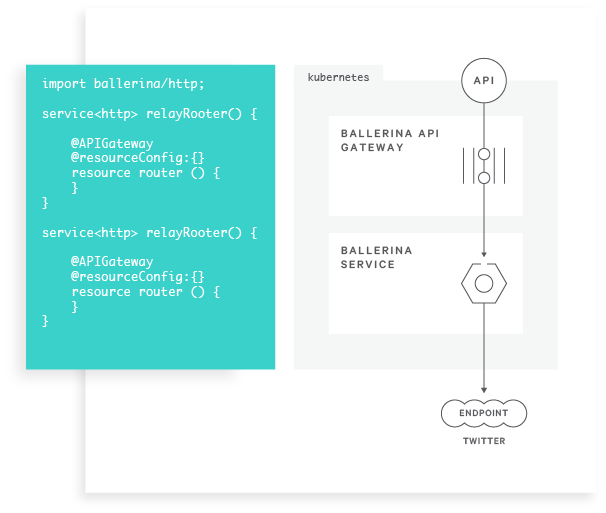 import ballerina/http;
service<http> relayRooter() {
@APIGateway
@resourceConfig:{}
resource router () {
}
}
service<http> relayRooter() {
@APIGateway
@resourceConfig:{}
resource router () {
}
}
kubernetes
API
BALLERINA API
GATEWAY
BALLERINA
SERVICE
ENDPOINT
TWITTER